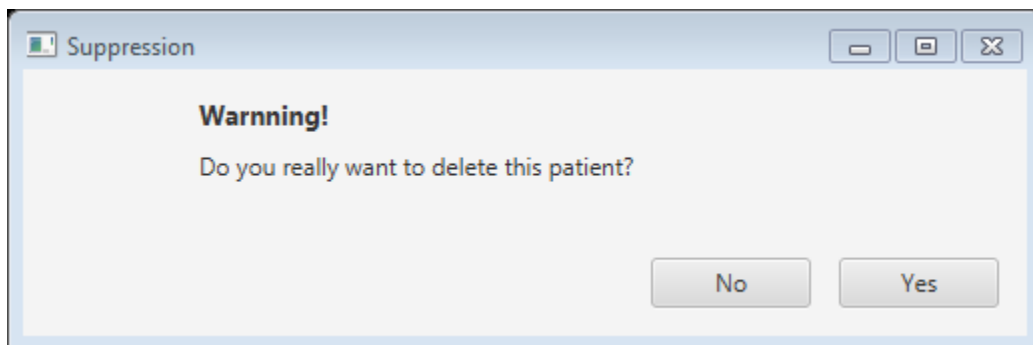 Suppression
Warnning!
Do you really want to delete this patient?
No Yes